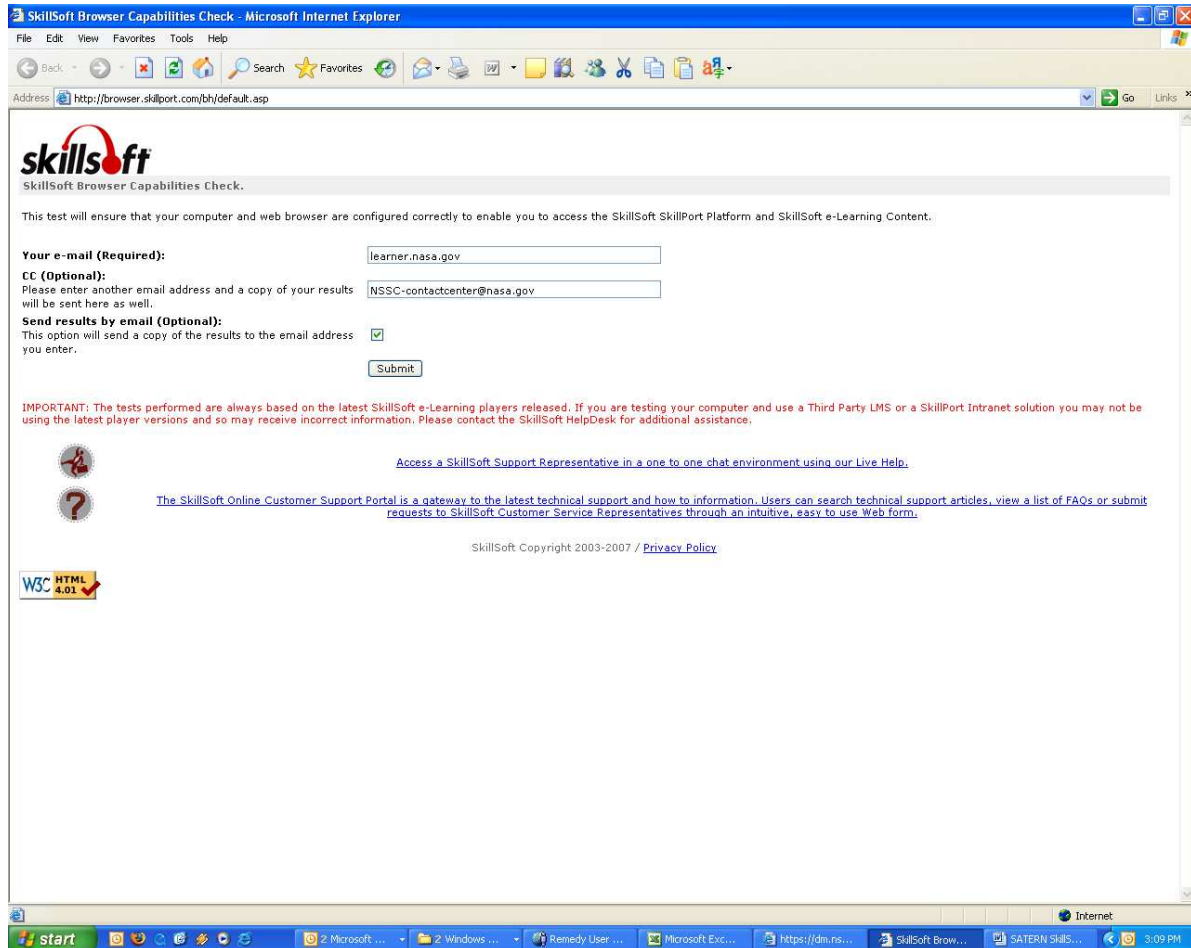 SkillSoft Browser Capabilities Check - Microsoft Internet Explorer
File Edit View Favorites Tools Help
Back Search Favorites
Address http://browser.skillport.com/bh/default.asp Go Links »
skillsoft
SkillSoft Browser Capabilities Check.
This test will ensure that your computer and web browser are configured correctly to enable you to access the SkillSoft SkillPort Platform and SkillSoft e-Learning Content.
Your e-mail (Required): learner.nasa.gov
CC (Optional):
Please enter another email address and a copy of your results NSSC-contactcenter@nasa.gov
will be sent here as well.
Send results by email (Optional):
This option will send a copy of the results to the email address
you enter.
Submit
IMPORTANT: The tests performed are always based on the latest SkillSoft e-Learning players released. If you are testing your computer and use a Third Party LMS or a SkillPort Intranet solution you may not be
using the latest player versions and so may receive incorrect information. Please contact the SkillSoft HelpDesk for additional assistance.
Access a SkillSoft Support Representative in a one to one chat environment using our Live Help.
?
The SkillSoft Online Customer Support Portal is a gateway to the latest technical support and how to information. Users can search technical support articles, view a list of FAQs or submit
requests to SkillSoft Customer Service Representatives through an intuitive, easy to use Web form.
SkillSoft Copyright 2003-2007 / Privacy Policy
W3C HTML
4.01
Internet
start 2 Microsoft ... 2 Windows ... Remedy User ... Microsoft Exc... https://dm.ns... SkillSoft Brow... SATERN SkillS... 3:09 PM